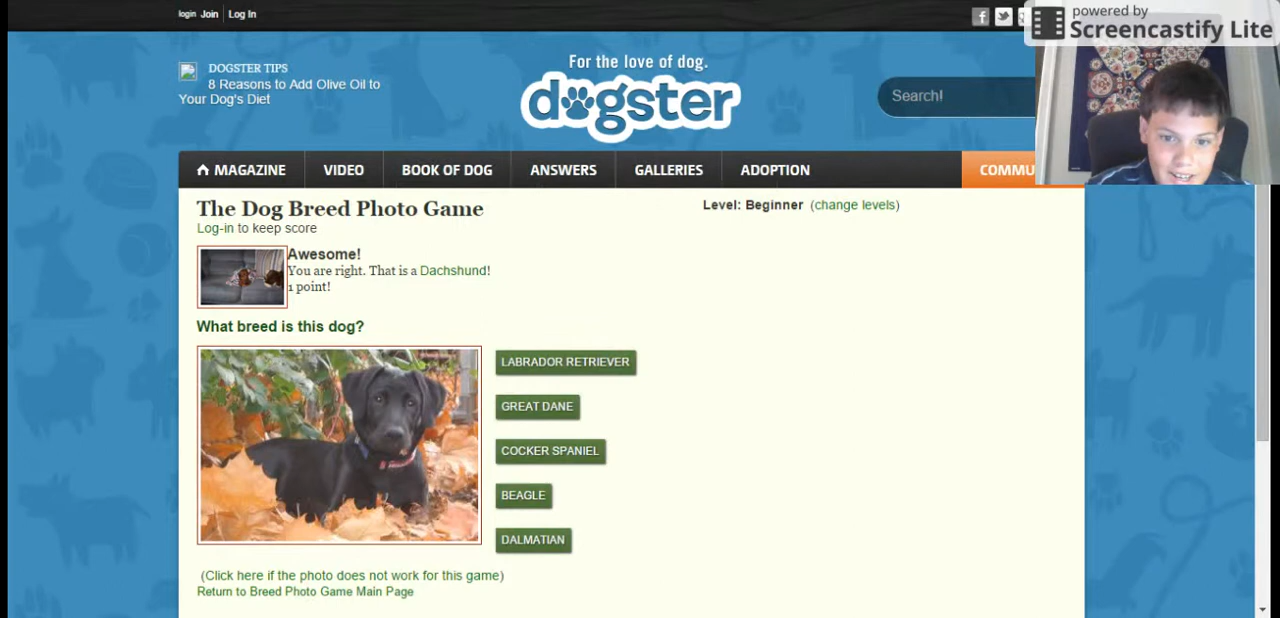 login Join Log In
powered by
Screencastify Lite
DOGSTER TIPS
8 Reasons to Add Olive Oil to
Your Dog's Diet
For the love of dog.
dogster
Search!
MAGAZINE VIDEO BOOK OF DOG ANSWERS GALLERIES ADOPTION COMMU
The Dog Breed Photo Game
Level: Beginner (change levels)
Log-in to keep score
Awesome!
You are right. That is a Dachshund!
1 point!
What breed is this dog?
LABRADOR RETRIEVER
GREAT DANE
COCKER SPANIEL
BEAGLE
DALMATIAN
(Click here if the photo does not work for this game)
Return to Breed Photo Game Main Page